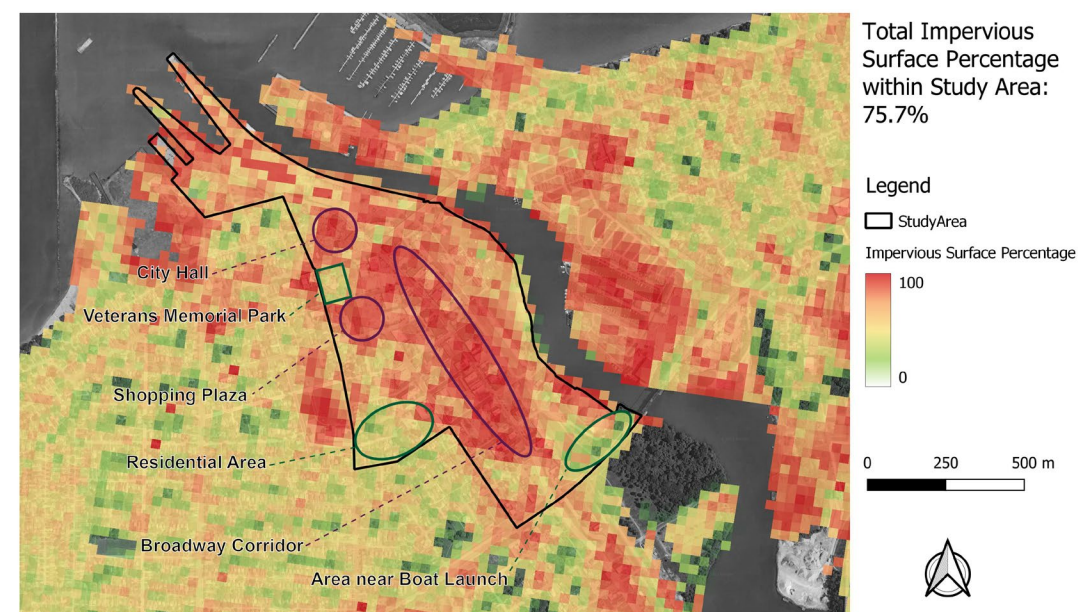 Total Impervious
Surface Percentage
within Study Area:
75.7%
Legend
StudyArea
Impervious Surface Percentage
100
0
0 250 500 m
City Hall
Veterans Memorial Park
Shopping Plaza
Residential Area
Broadway Corridor
Area near Boat Launch